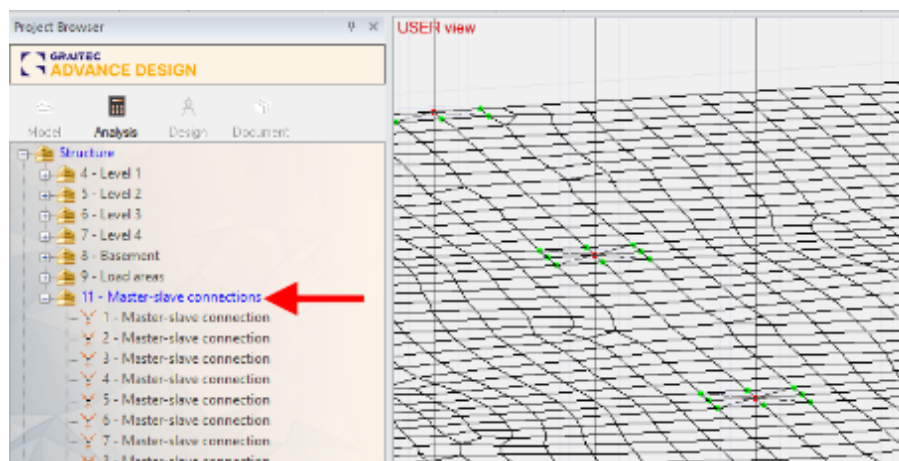 Project Browser
USER view
GRAITEC
ADVANCE DESIGN
Model Analysis Design Document
Structure
4 - Level 1
5 - Level 2
6 - Level 3
7 - Level 4
8 - Basement
9 - Load areas
11 - Master-slave connections
1 - Master-slave connection
2 - Master-slave connection
3 - Master-slave connection
4 - Master-slave connection
5 - Master-slave connection
6 - Master-slave connection
7 - Master-slave connection
Master-slave connection